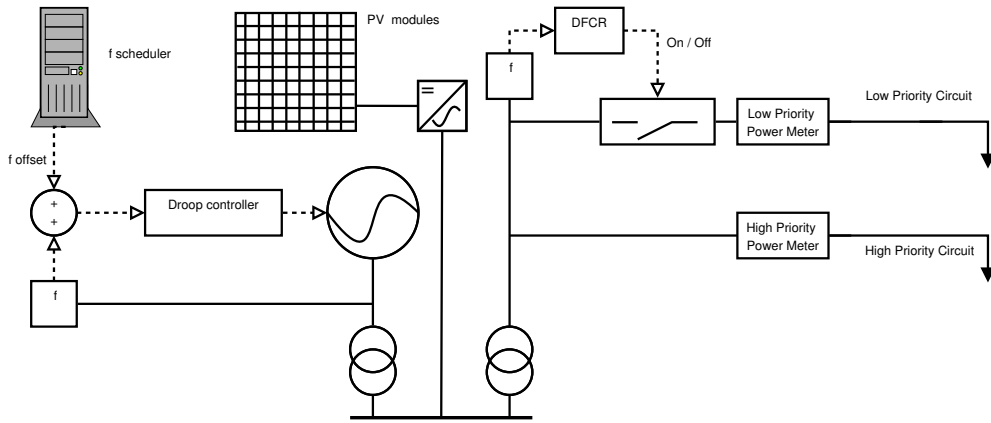 PV modules
f scheduler
DFCR
On / Off
f
Low Priority Circuit
Low Priority
Power Meter
f offset
+
+
Droop controller
High Priority
Power Meter
High Priority Circuit
f